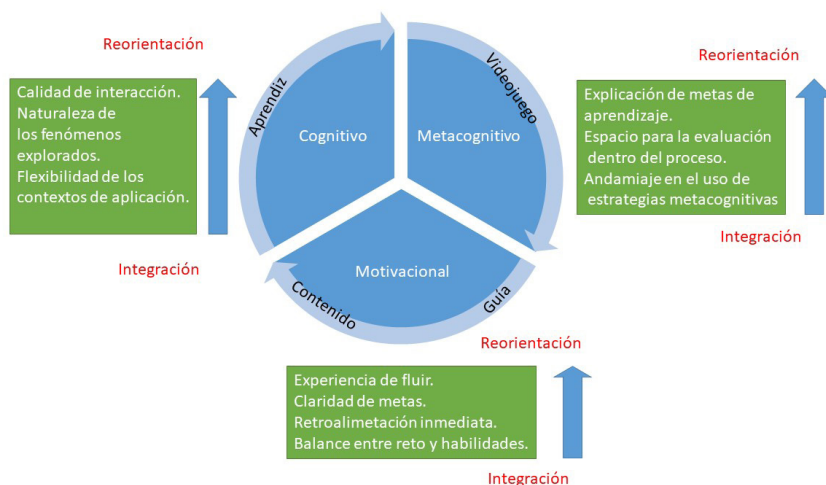 Reorientación
Calidad de interacción.
Naturaleza de
los fenómenos
explorados.
Flexibilidad de los
contextos de aplicación.
Integración
Aprendiz
Cognitivo
Videojuego
Metacognitivo
Motivacional
Contenido
Guía
Reorientación
Explicación de metas de
aprendizaje.
Espacio para la evaluación
dentro del proceso.
Andamiaje en el uso de
estrategias metacognitivas
Integración
Reorientación
Experiencia de fluir.
Claridad de metas.
Retroalimetación inmediata.
Balance entre reto y habilidades.
Integración